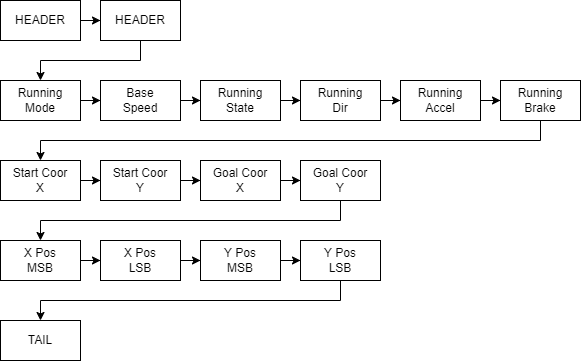 HEADER
HEADER
Running
Mode
Base
Speed
Running
State
Running
Dir
Running
Accel
Running
Brake
Start Coor
X
Start Coor
Y
Goal Coor
X
Goal Coor
Y
X Pos
MSB
X Pos
LSB
Y Pos
MSB
Y Pos
LSB
TAIL